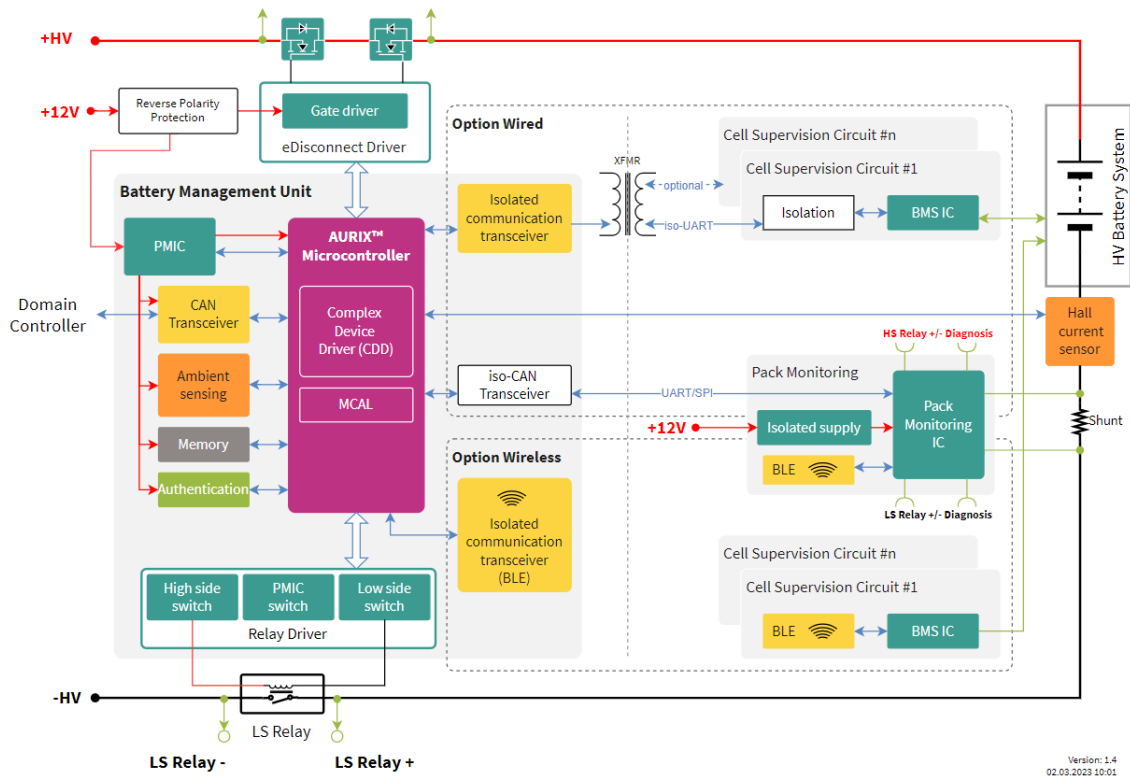 +HV
+12V
Reverse Polarity
Protection
Gate driver
eDisconnect Driver
Option Wired
XFMR
optional
iso-UART
Cell Supervision Circuit #n
Cell Supervision Circuit #1
Isolation
BMS IC
HV Battery System
Battery Management Unit
PMIC
AURIX™
Microcontroller
Isolated
communication
transceiver
Domain
Controller
CAN
Transceiver
Complex
Device
Driver (CDD)
Hall
current
sensor
HS Relay +/- Diagnosis
Ambient
sensing
MCAL
iso-CAN
Transceiver
UART/SPI
Pack Monitoring
Pack
Monitoring
IC
Shunt
+12V
Isolated supply
BLE
LS Relay +/- Diagnosis
Memory
Authentication
Option Wireless
Isolated
communication
transceiver
(BLE)
Cell Supervision Circuit #n
Cell Supervision Circuit #1
BLE
BMS IC
High side
switch
PMIC
switch
Low side
switch
Relay Driver
-HV
LS Relay
LS Relay -
LS Relay +
Version: 1.4
02.03.2023 10:01